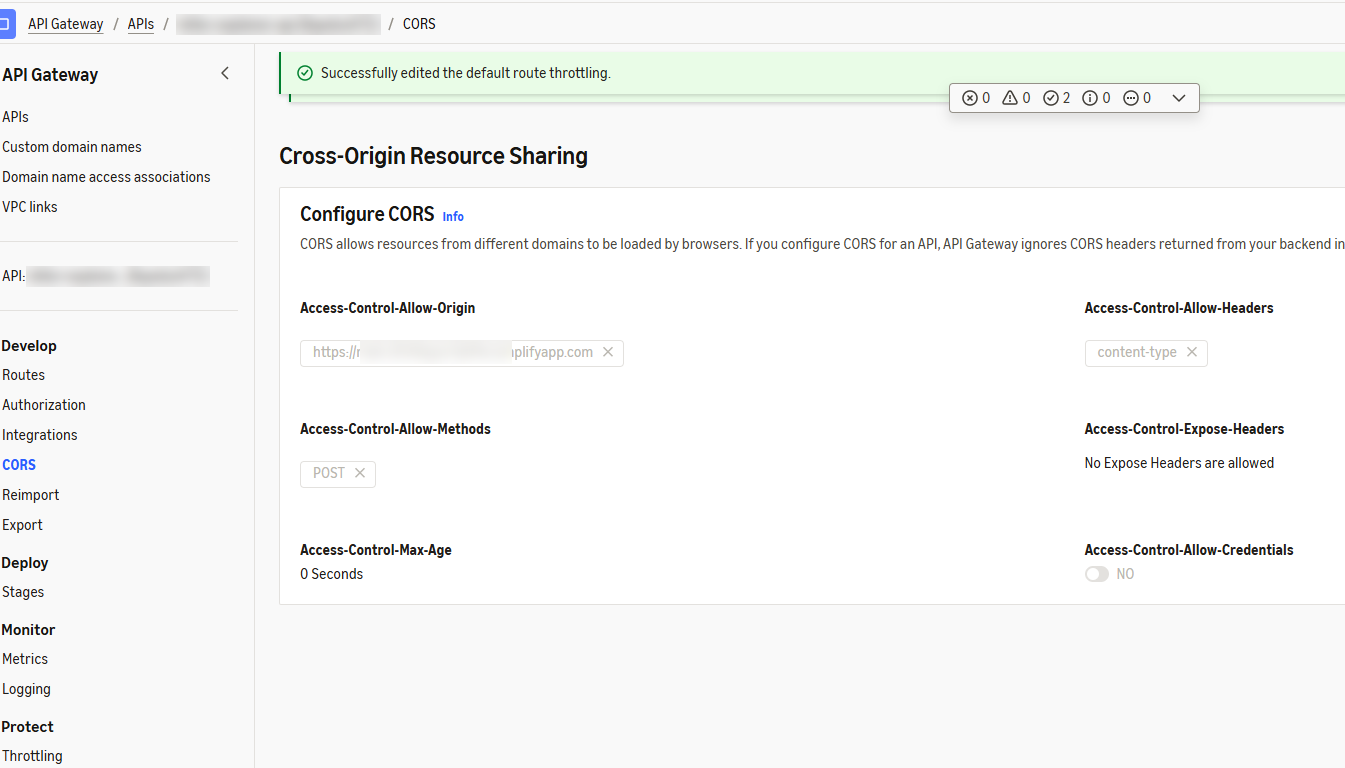 API Gateway / APIs / / CORS
API Gateway
APIs
Custom domain names
Domain name access associations
VPC links
API:
Develop
Routes
Authorization
Integrations
CORS
Reimport
Export
Deploy
Stages
Monitor
Metrics
Logging
Protect
Throttling
Successfully edited the default route throttling.
0 0 2 0 0
Cross-Origin Resource Sharing
Configure CORS Info
CORS allows resources from different domains to be loaded by browsers. If you configure CORS for an API, API Gateway ignores CORS headers returned from your backend in
Access-Control-Allow-Origin
https:// plifyapp.com
Access-Control-Allow-Headers
content-type
Access-Control-Allow-Methods
POST
Access-Control-Expose-Headers
No Expose Headers are allowed
Access-Control-Max-Age
0 Seconds
Access-Control-Allow-Credentials
NO